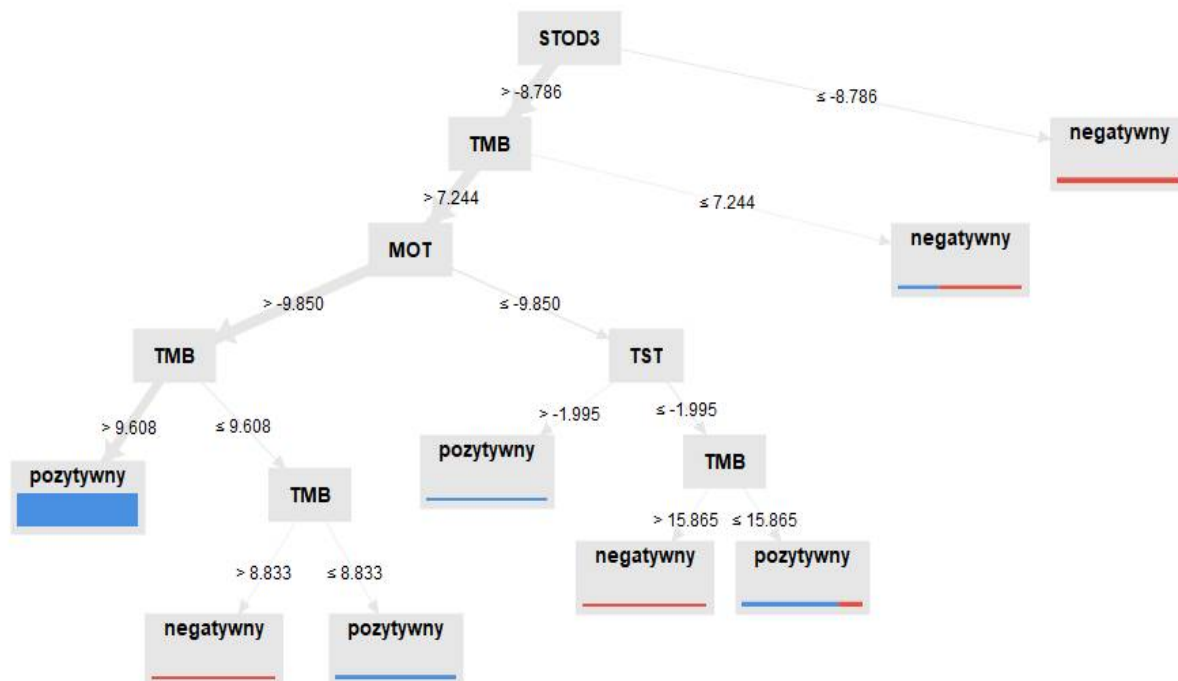 STOD3
> -8.786
≤ -8.786
TMB
negatywny
> 7.244
≤ 7.244
MOT
negatywny
> -9.850
≤ -9.850
TMB
TST
> 9.608
≤ 9.608
> -1.995
≤ -1.995
pozytywny
TMB
pozytywny
TMB
> 15.865
≤ 15.865
negatywny
pozytywny
> 8.833
≤ 8.833
negatywny
pozytywny